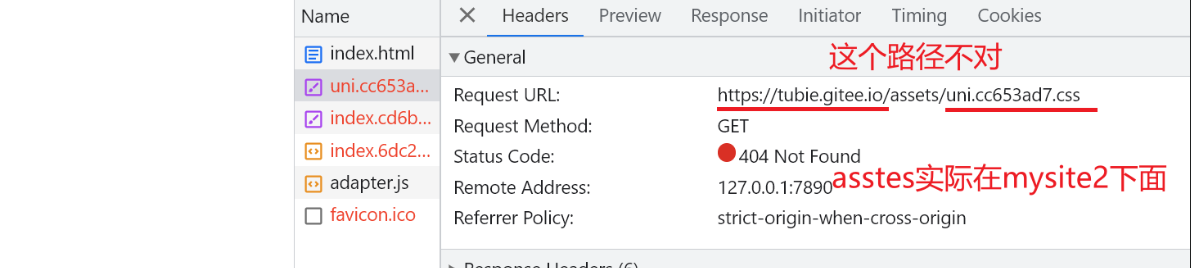 Name
Headers Preview Response Initiator Timing Cookies
index.html
General
这个路径不对
uni.cc653a...
Request URL: https://tubie.gitee.io/assets/uni.cc653ad7.css
index.cd6b...
Request Method: GET
index.6dc2...
Status Code: 404 Not Found
adapter.js
Remote Address: 127.0.0.1:7890
asstes实际在mysite2下面
favicon.ico
Referrer Policy: strict-origin-when-cross-origin
Response Headers (6)